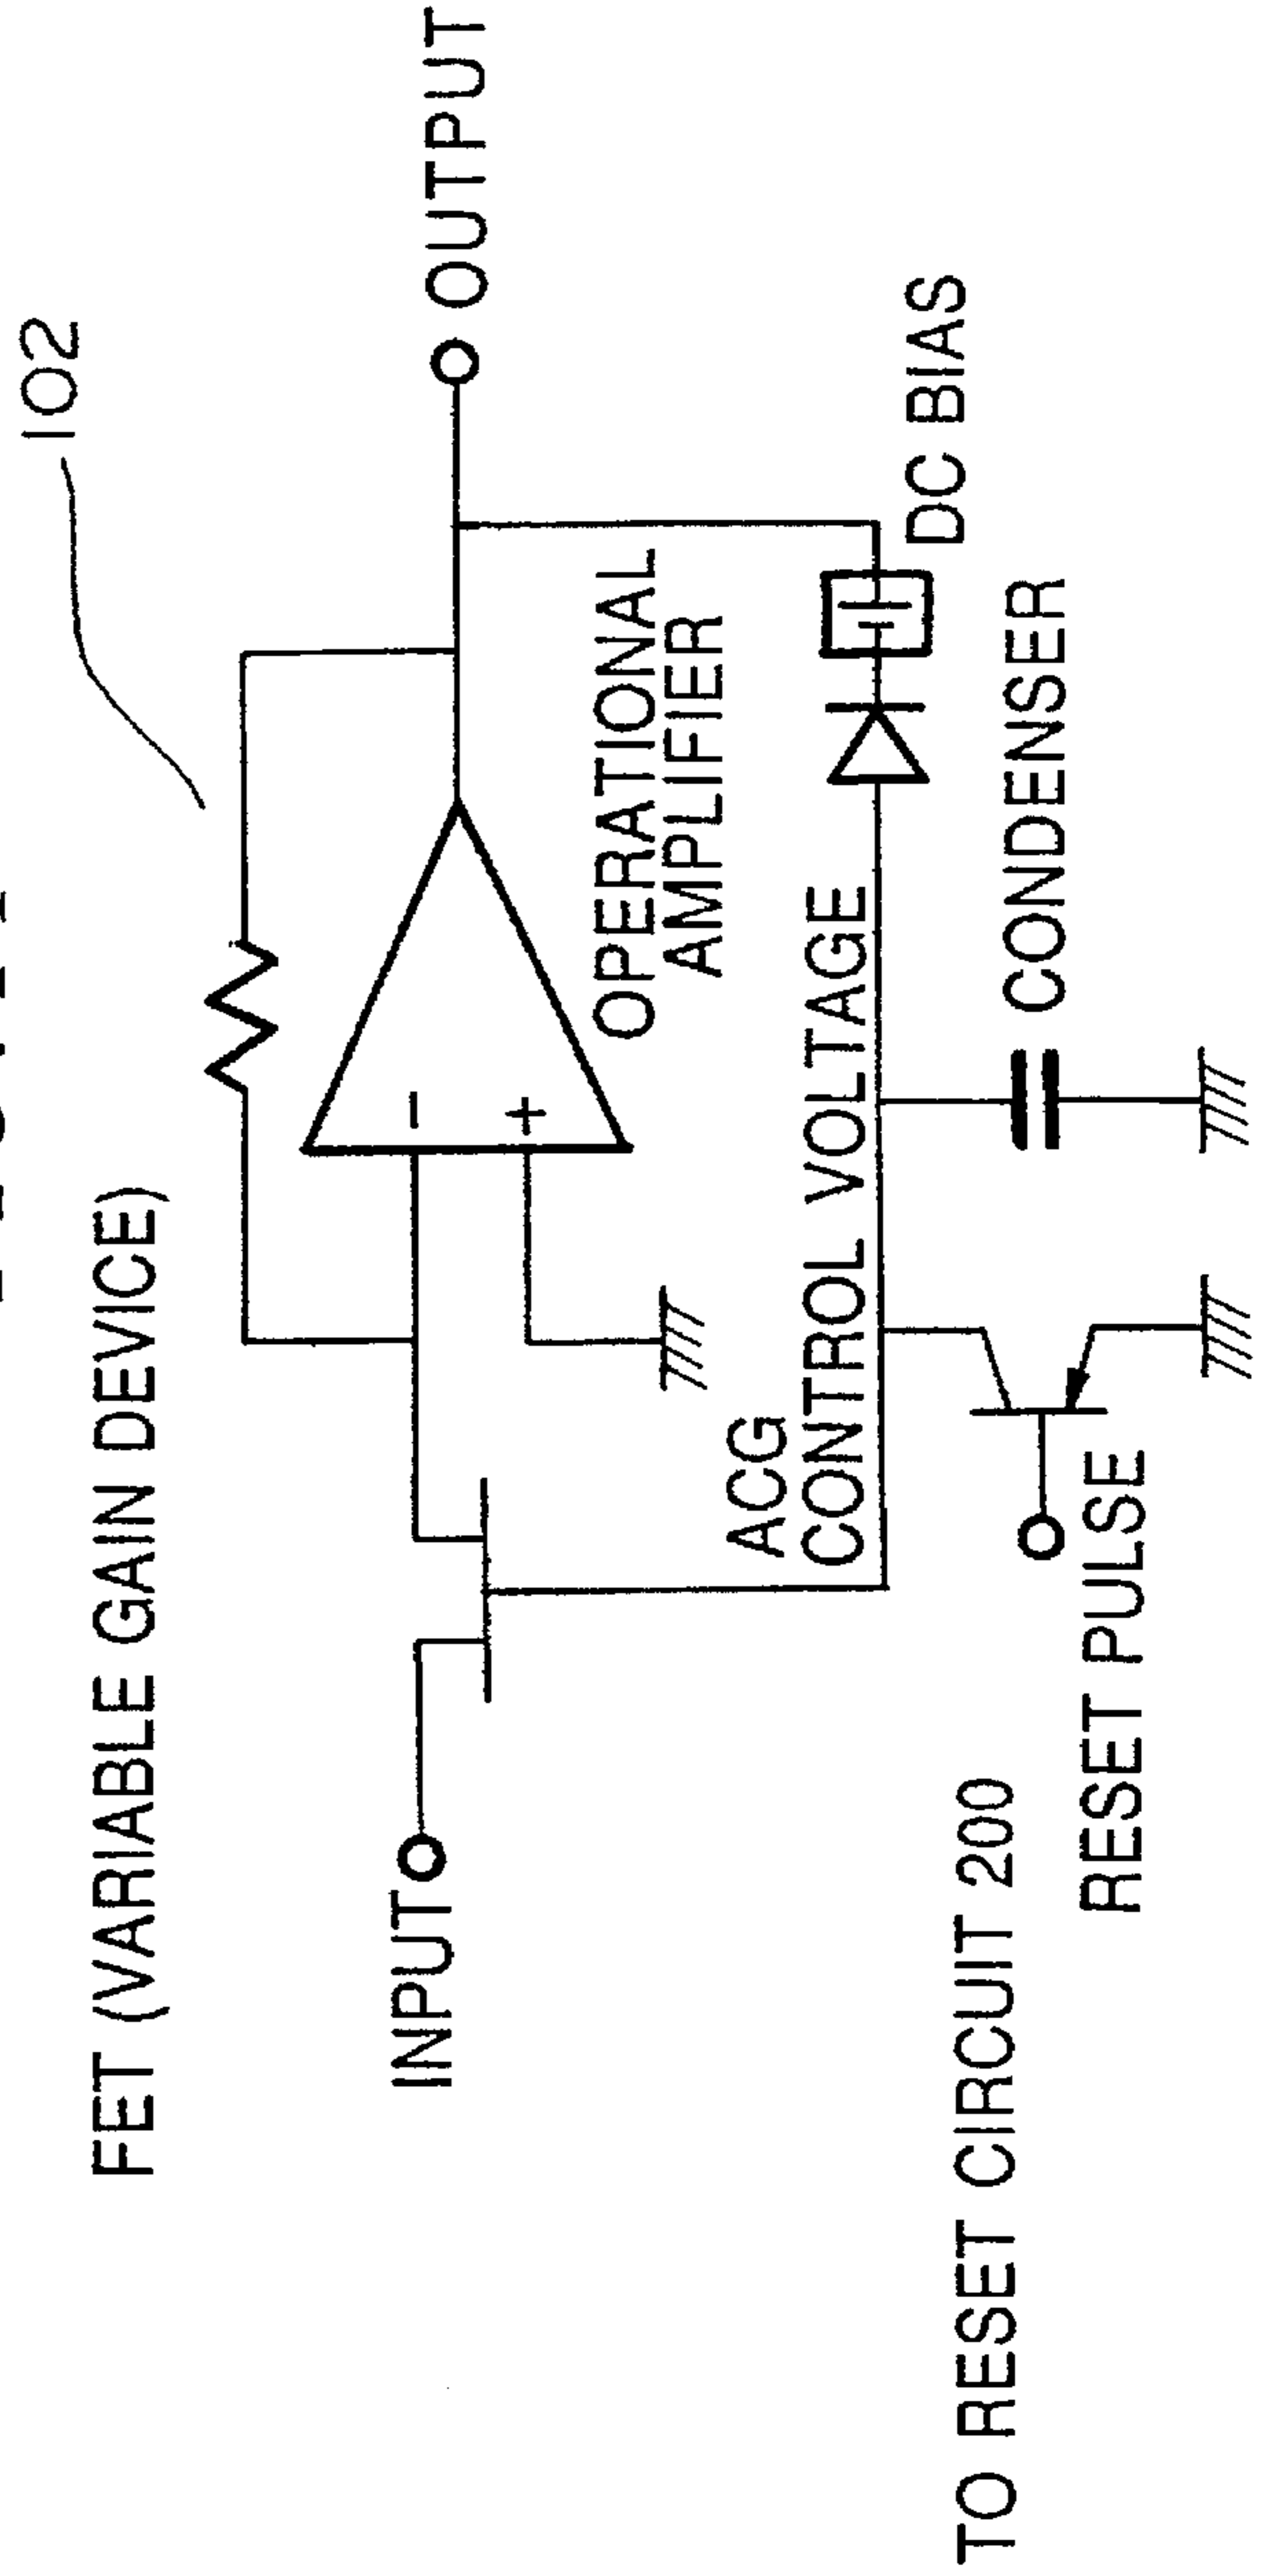 102
FET (VARIABLE GAIN DEVICE)
INPUT
OUTPUT
-
+
OPERATIONAL
AMPLIFIER
ACG
CONTROL VOLTAGE
DC BIAS
TO RESET CIRCUIT 200
CONDENSER
RESET PULSE